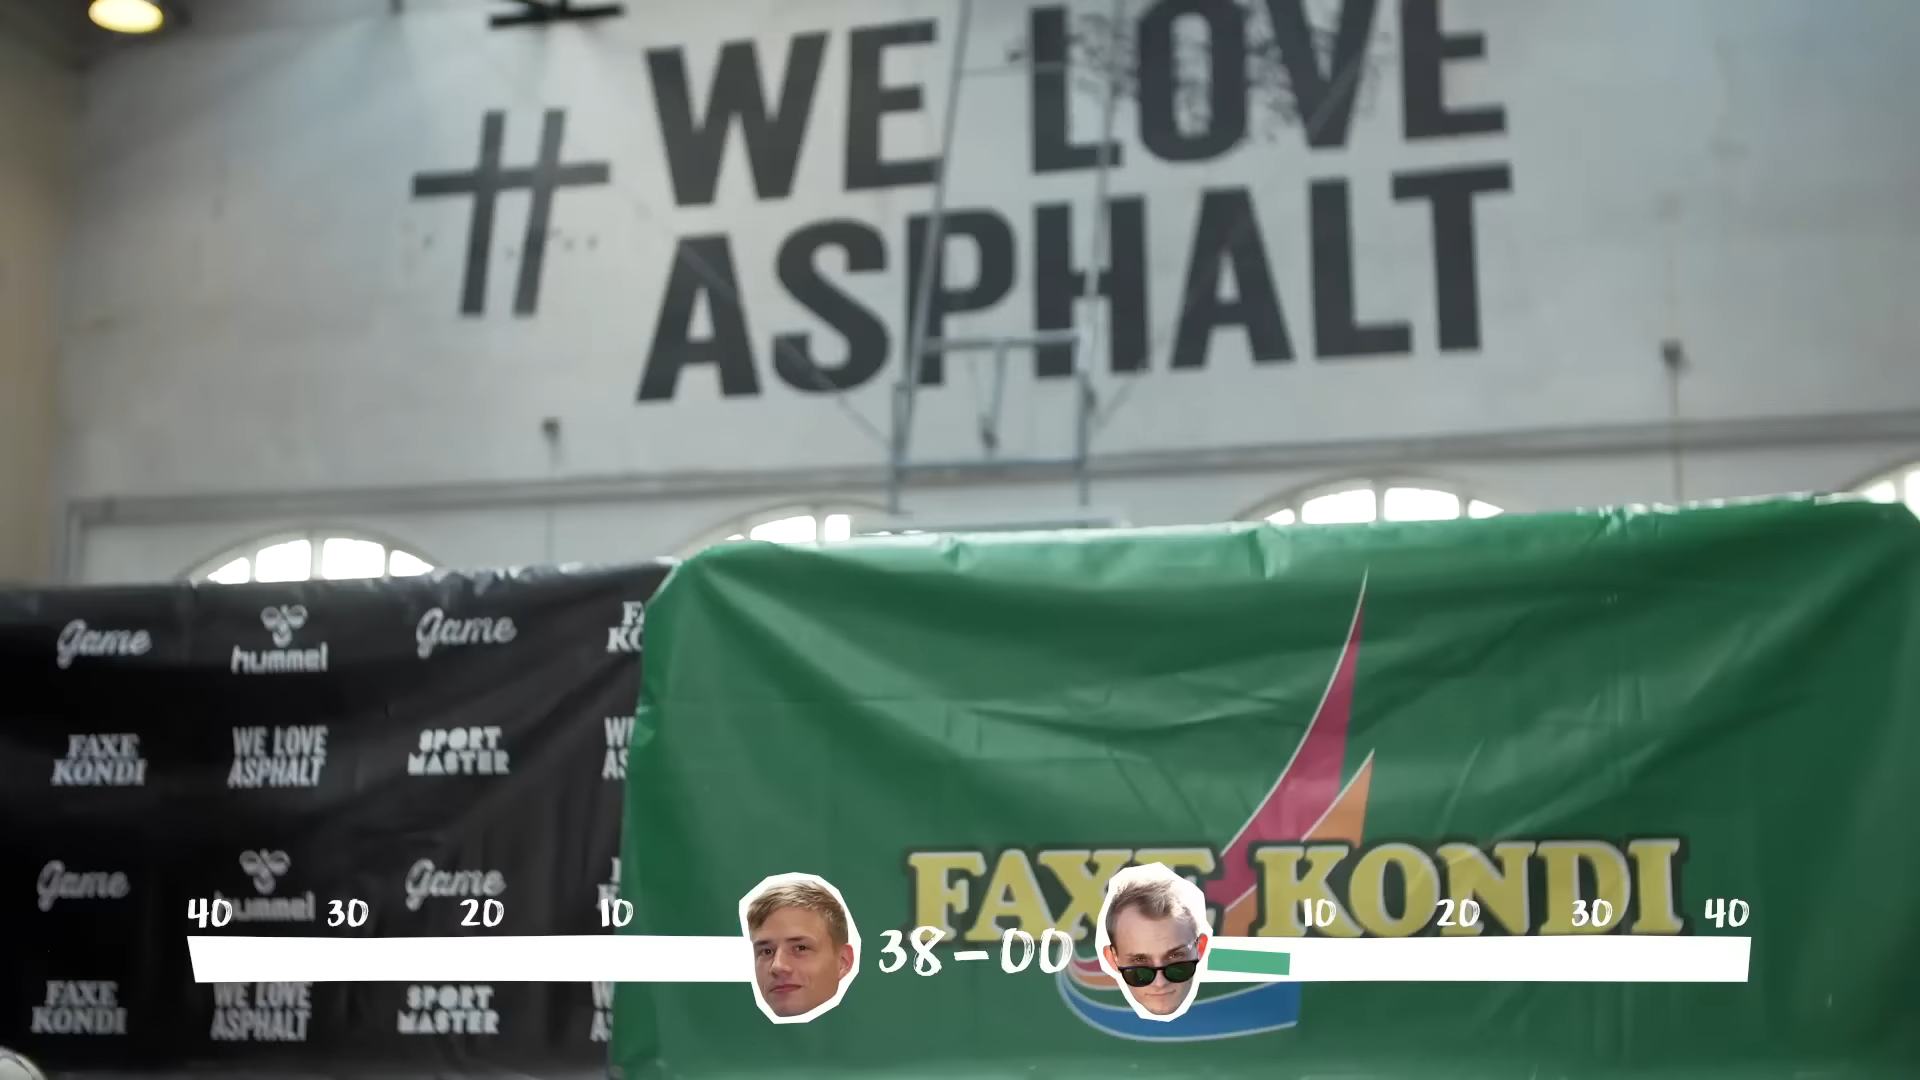 # WE LOVE
ASPHALT
Game
hummel
Game
FAXE
KONDI
WE LOVE
ASPHALT
SPORT
MASTER
Game
hummel
Game
FAXE
KONDI
WE LOVE
ASPHALT
SPORT
MASTER
FAXE KONDI
40 30 20 10
38-00
10 20 30 40